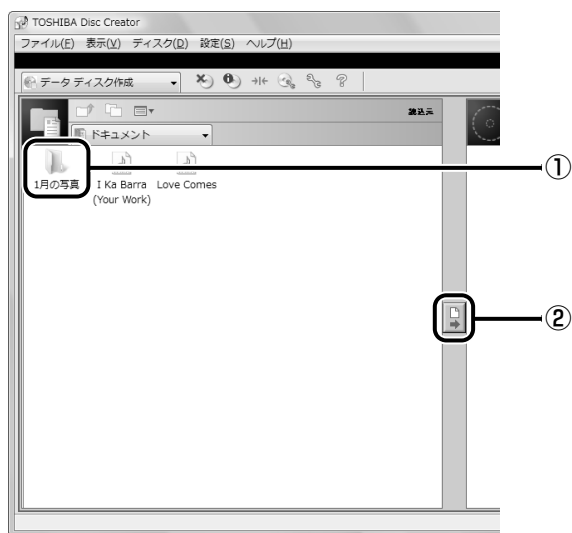 TOSHIBA Disc Creator
ファイル(F) 表示(V) ディスク(D) 設定(S) ヘルプ(H)
データ ディスク作成
読込元
ドキュメント
1月の写真 I Ka Barra Love Comes
(Your Work)
①
②